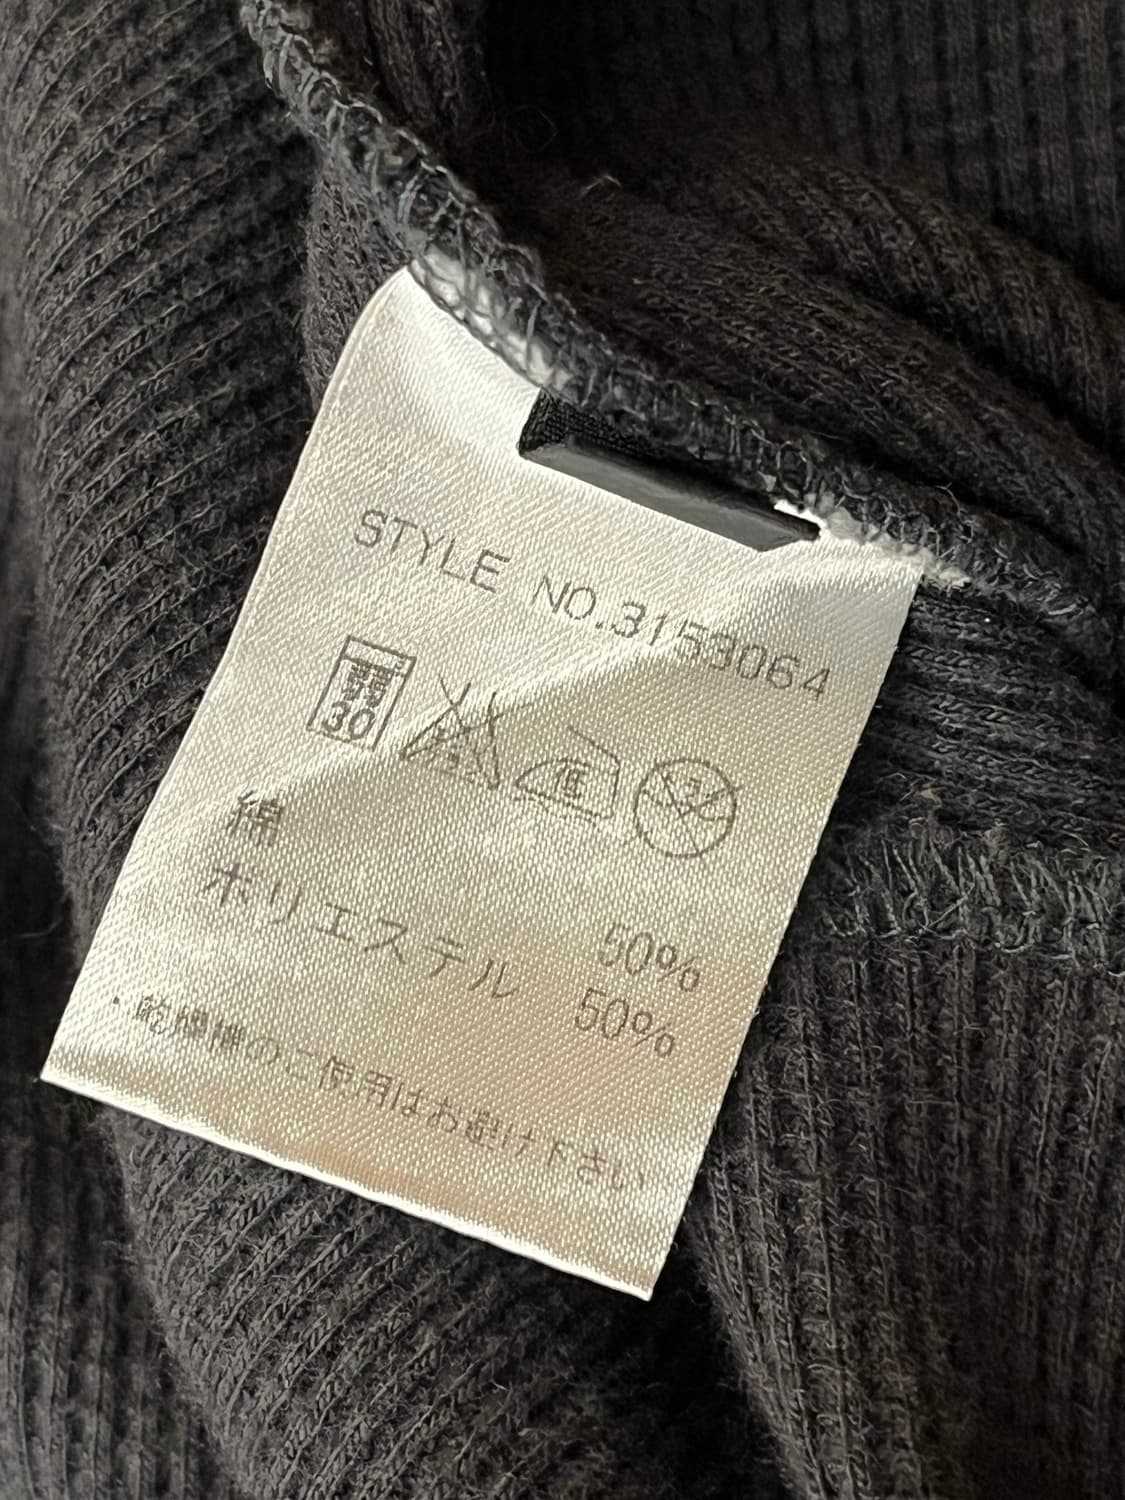 STYLE NO.3153064
30
低
綿 50%
ポリエステル 50%
・乾燥機のご使用はお避け下さい